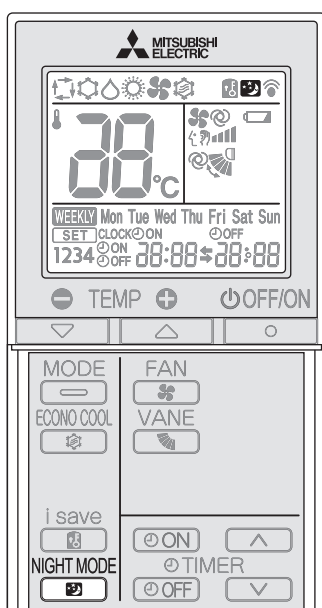 MITSUBISHI
ELECTRIC
88°C
WEEKLY Mon Tue Wed Thu Fri Sat Sun
SET CLOCK ON OFF
1234 ON OFF 88:88 88:88
TEMP OFF/ON
MODE FAN
ECONO COOL VANE
i save
ON
NIGHT MODE TIMER
OFF